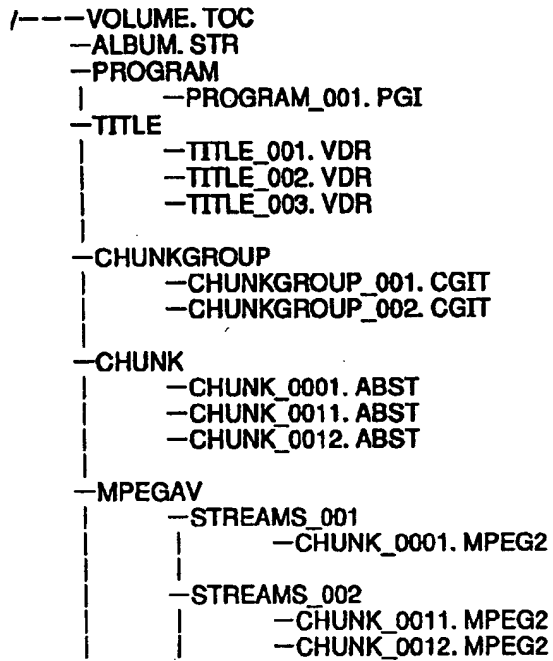 /---VOLUME. TOC
-ALBUM. STR
-PROGRAM
| -PROGRAM_001. PGI
-TITLE
-TITLE_001. VDR
-TITLE_002. VDR
-TITLE_003. VDR
-CHUNKGROUP
-CHUNKGROUP_001. CGIT
-CHUNKGROUP_002. CGIT
-CHUNK
-CHUNK_0001. ABST
-CHUNK_0011. ABST
-CHUNK_0012. ABST
-MPEGAV
-STREAMS_001
-CHUNK_0001. MPEG2
-STREAMS_002
-CHUNK_0011. MPEG2
-CHUNK_0012. MPEG2